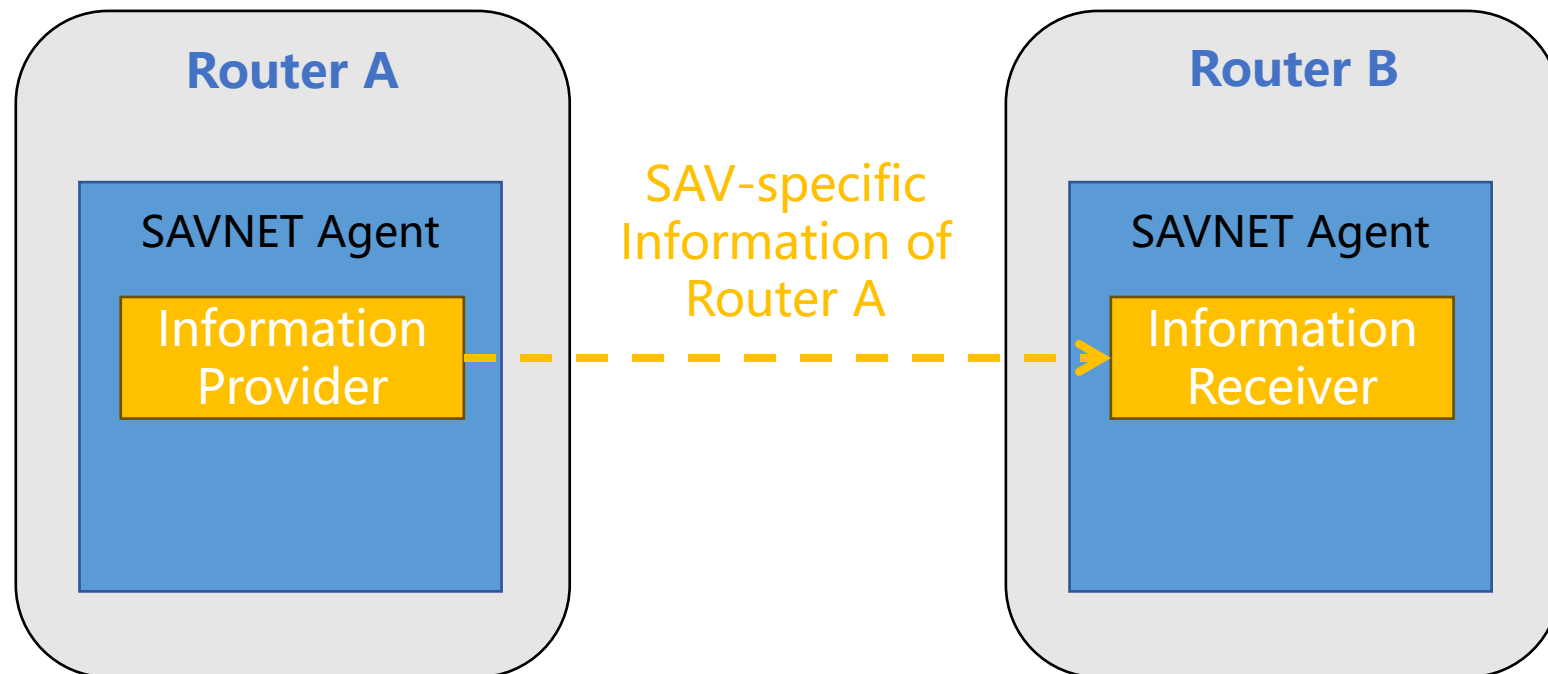 Router A
SAVNET Agent
Information
Provider
SAV-specific
Information of
Router A
Router B
SAVNET Agent
Information
Receiver